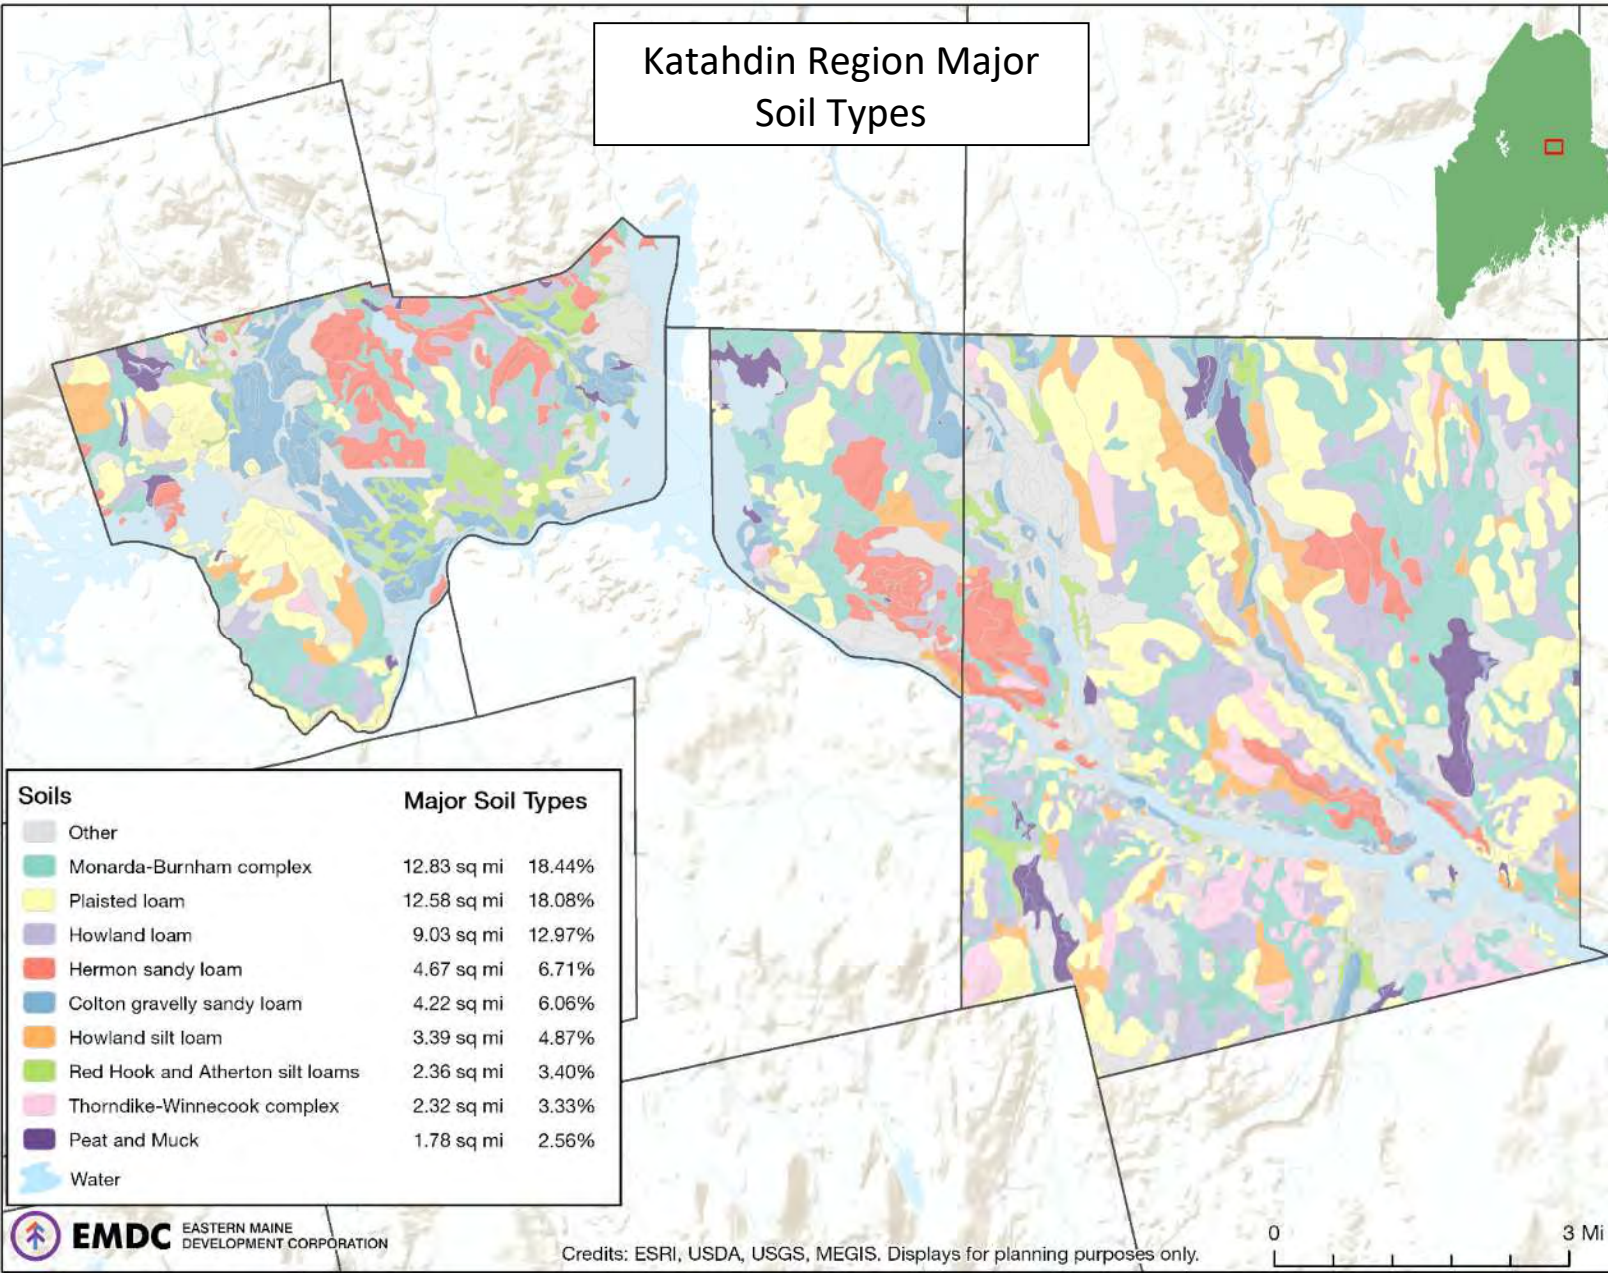 Katahdin Region Major
Soil Types
Soils
Major Soil Types
Other
Monarda-Burnham complex 12.83 sq mi 18.44%
Plaisted loam 12.58 sq mi 18.08%
Howland loam 9.03 sq mi 12.97%
Hermon sandy loam 4.67 sq mi 6.71%
Colton gravelly sandy loam 4.22 sq mi 6.06%
Howland silt loam 3.39 sq mi 4.87%
Red Hook and Atherton silt loams 2.36 sq mi 3.40%
Thorndike-Winnecook complex 2.32 sq mi 3.33%
Peat and Muck 1.78 sq mi 2.56%
Water
EMDC
EASTERN MAINE
DEVELOPMENT CORPORATION
Credits: ESRI, USDA, USGS, MEGIS. Displays for planning purposes only.
0 3 Mi